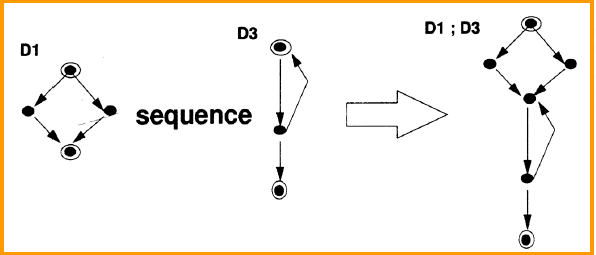 D1
sequence
D3
D1 ; D3